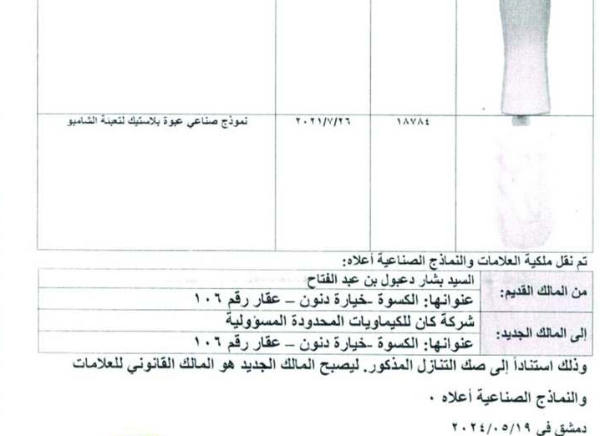 ١٨٧٨٤ ٢٠٢١/٧/٢٦ نموذج صناعي عبوة بلاستيك لتعبئة الشامبو
تم نقل ملكية العلامات والنماذج الصناعية أعلاه:
من المالك القديم: السيد بشار دعبول بن عبد الفتاح
عنوانها: الكسوة -خيارة دنون – عقار رقم ١٠٦
إلى المالك الجديد: شركة كان للكيماويات المحدودة المسؤولية
عنوانها: الكسوة -خيارة دنون – عقار رقم ١٠٦
وذلك استناداً إلى صك التنازل المذكور. ليصبح المالك الجديد هو المالك القانوني للعلامات
والنماذج الصناعية أعلاه .
دمشق في ٢٠٢٤/٠٥/١٩